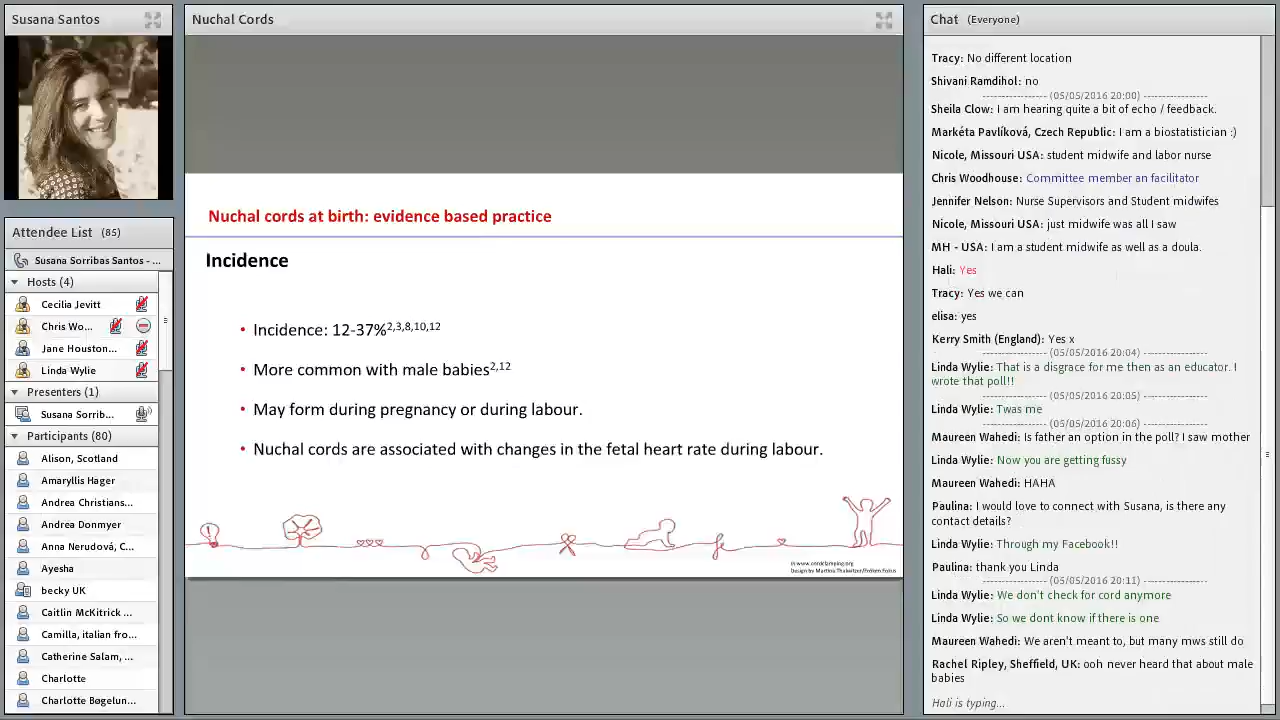 Susana Santos
Attendee List (85)
Susana Sorribas Santos - ...
Hosts (4)
Cecilia Jevitt
Chris Wo...
Jane Houston...
Linda Wylie
Presenters (1)
Susana Sorrib...
Participants (80)
Alison, Scotland
Amaryllis Hager
Andrea Christians...
Andrea Donmyer
Anna Nerudová, C...
Ayesha
becky UK
Caitlin McKitrick ...
Camilla, italian fro...
Catherine Salam, ...
Charlotte
Charlotte Bøgelun...
Nuchal Cords
Nuchal cords at birth: evidence based practice
Incidence
• Incidence: 12-37%2,3,8,10,12
• More common with male babies2,12
• May form during pregnancy or during labour.
• Nuchal cords are associated with changes in the fetal heart rate during labour.
in www.cordclamping.org
Chat (Everyone)
Tracy: No different location
Shivani Ramdihol: no
------------------ (05/05/2016 20:00) ------------------
Sheila Clow: I am hearing quite a bit of echo / feedback.
Markéta Pavlíková, Czech Republic: I am a biostatistician :)
Nicole, Missouri USA: student midwife and labor nurse
Chris Woodhouse: Committee member an facilitator
Jennifer Nelson: Nurse Supervisors and Student midwifes
Nicole, Missouri USA: just midwife was all I saw
MH - USA: I am a student midwife as well as a doula.
Hali: Yes
Tracy: Yes we can
elisa: yes
Kerry Smith (England): Yes x
------------------ (05/05/2016 20:04) ------------------
Linda Wylie: That is a disgrace for me then as an educator. I
wrote that poll!!
------------------ (05/05/2016 20:05) ------------------
Linda Wylie: Twas me
------------------ (05/05/2016 20:06) ------------------
Maureen Wahedi: Is father an option in the poll? I saw mother
Linda Wylie: Now you are getting fussy
Maureen Wahedi: HAHA
Paulina: I would love to connect with Susana, is there any
contact details?
Linda Wylie: Through my Facebook!!
Paulina: thank you Linda
------------------ (05/05/2016 20:11) ------------------
Linda Wylie: We don't check for cord anymore
Linda Wylie: So we dont know if there is one
Maureen Wahedi: We aren't meant to, but many mws still do
Rachel Ripley, Sheffield, UK: ooh never heard that about male
babies
Hali is typing...